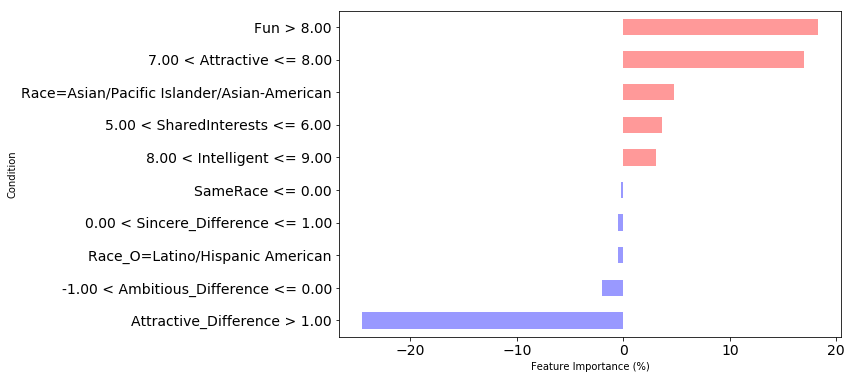 Fun > 8.00
7.00 < Attractive <= 8.00
Race=Asian/Pacific Islander/Asian-American
5.00 < SharedInterests <= 6.00
8.00 < Intelligent <= 9.00
SameRace <= 0.00
0.00 < Sincere_Difference <= 1.00
Race_O=Latino/Hispanic American
-1.00 < Ambitious_Difference <= 0.00
Attractive_Difference > 1.00
Condition
−20 −10 0 10 20
Feature Importance (%)